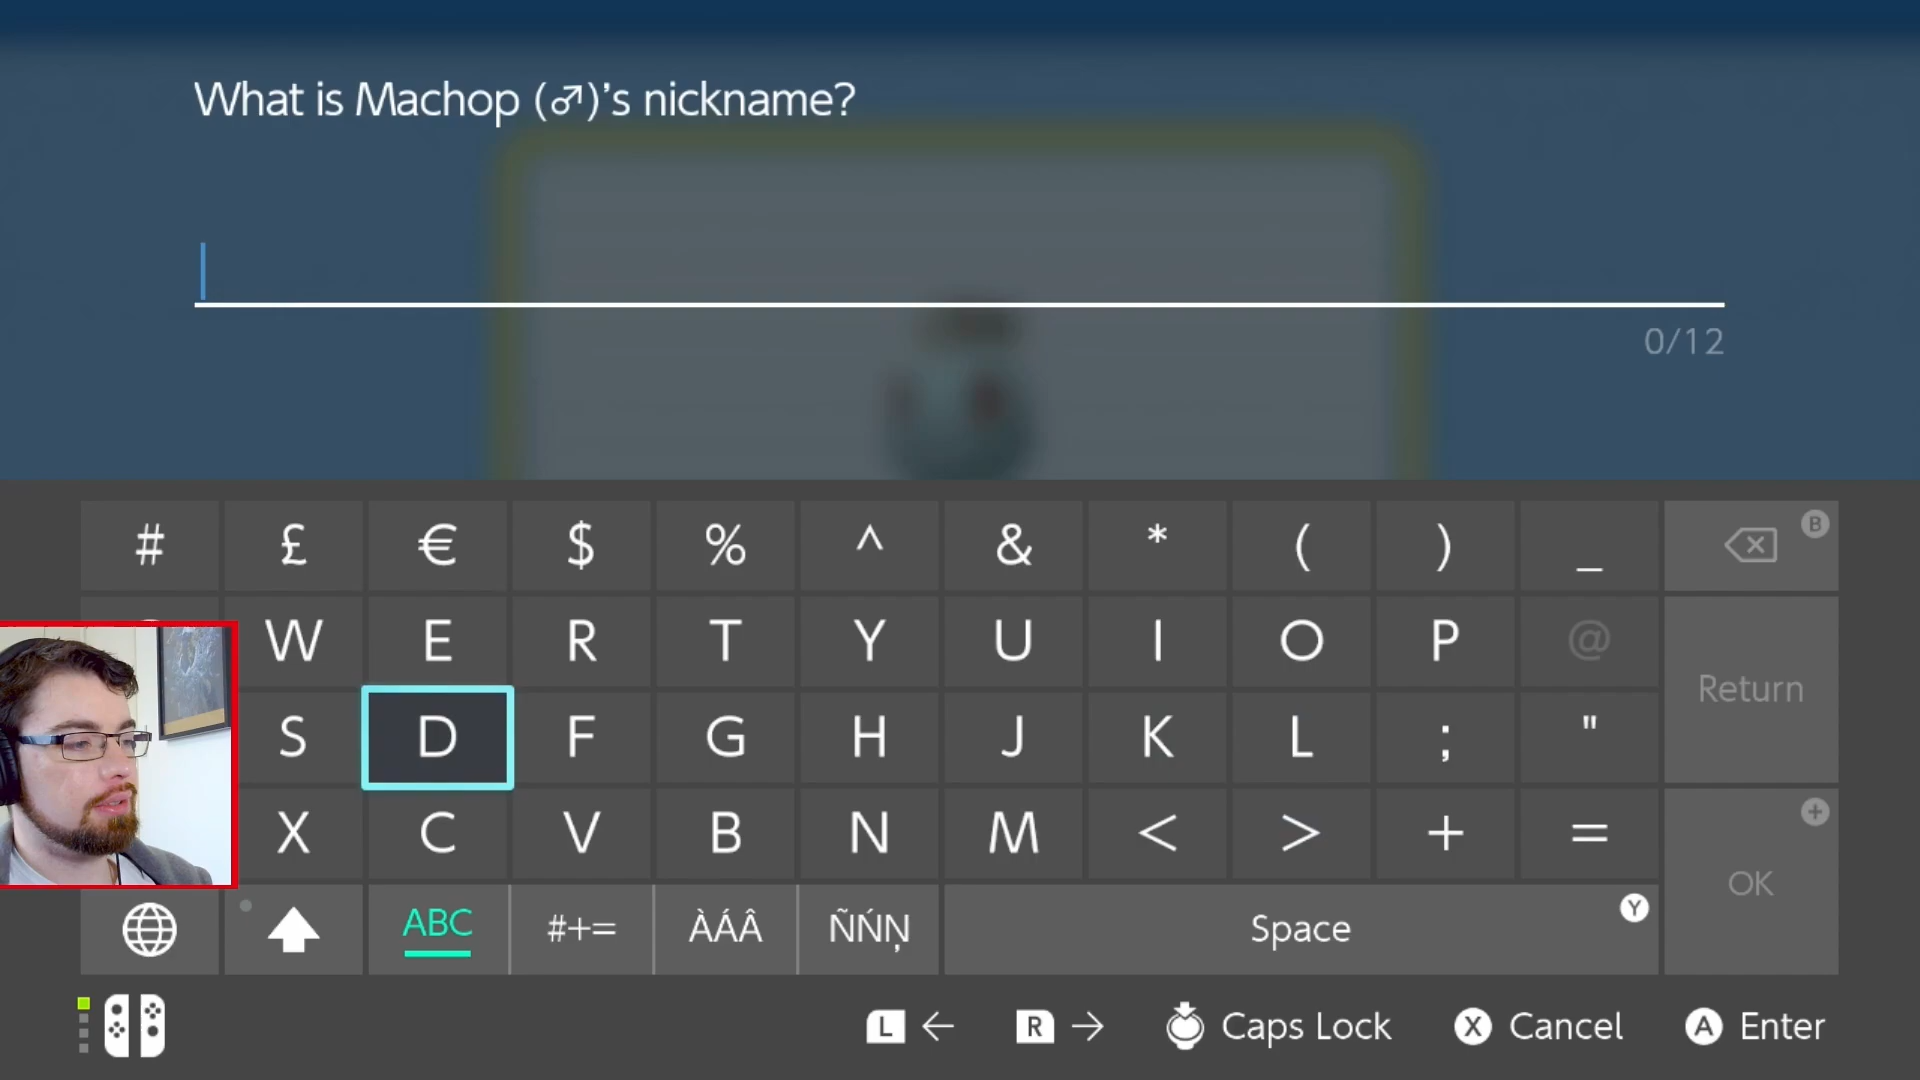 What is Machop (♂)'s nickname?
0/12
# £ € $ % ^ & * ( ) _ B
W E R T Y U I O P @ Return
S D F G H J K L ; "
X C V B N M < > + = OK
ABC #+= ÀÁÂ ÑŃŅ Space Y
L ← R → Caps Lock X Cancel A Enter